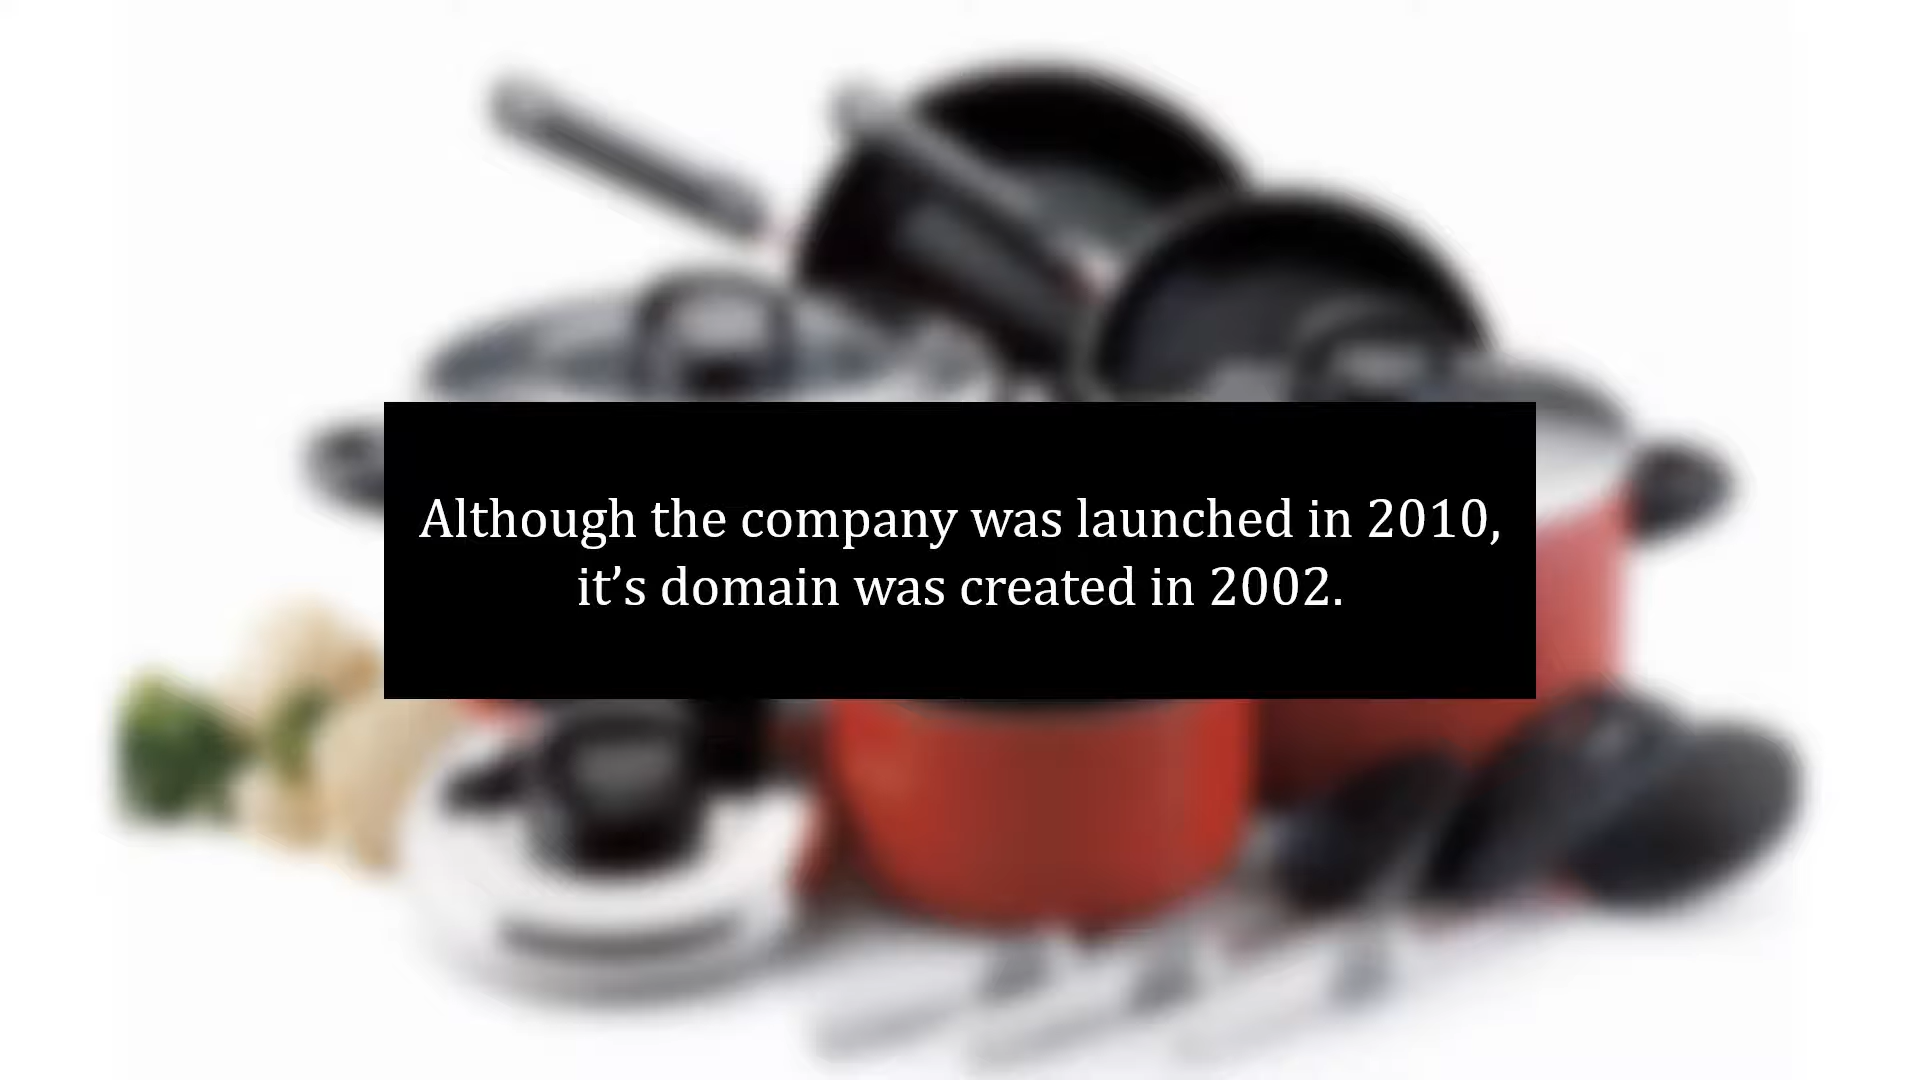 Although the company was launched in 2010,
it’s domain was created in 2002.